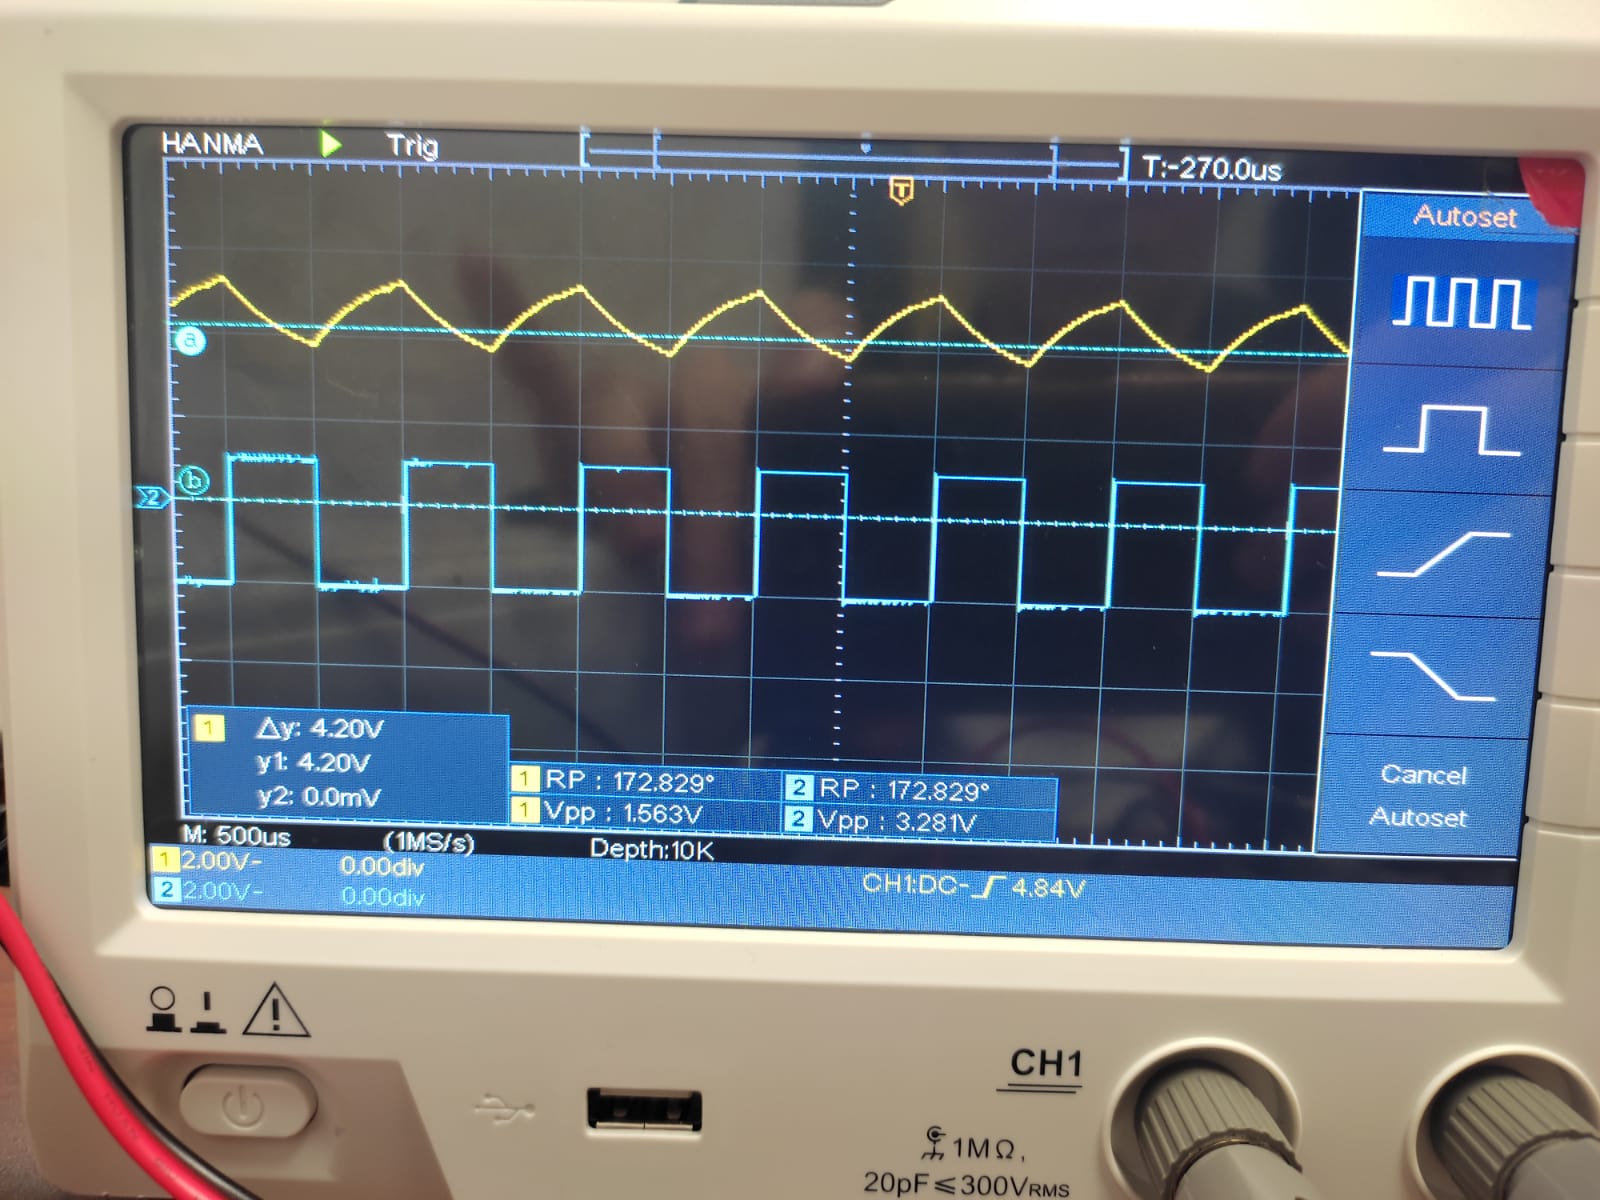 HANMA Trig T:-270.0us
T
Autoset
a
b
2
1 Δy: 4.20V
y1: 4.20V
y2: 0.0mV
1 RP : 172.829° 2 RP : 172.829°
1 Vpp : 1.563V 2 Vpp : 3.281V
Cancel
Autoset
M: 500us (1MS/s) Depth:10K
1 2.00V- 0.00div
2 2.00V- 0.00div
CH1:DC- 4.84V
CH1
1MΩ,
20pF≤300VRMS